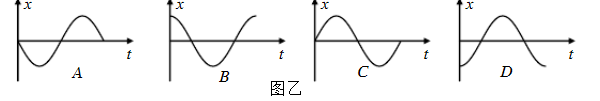 x x x x
t t t t
A B C D
图乙